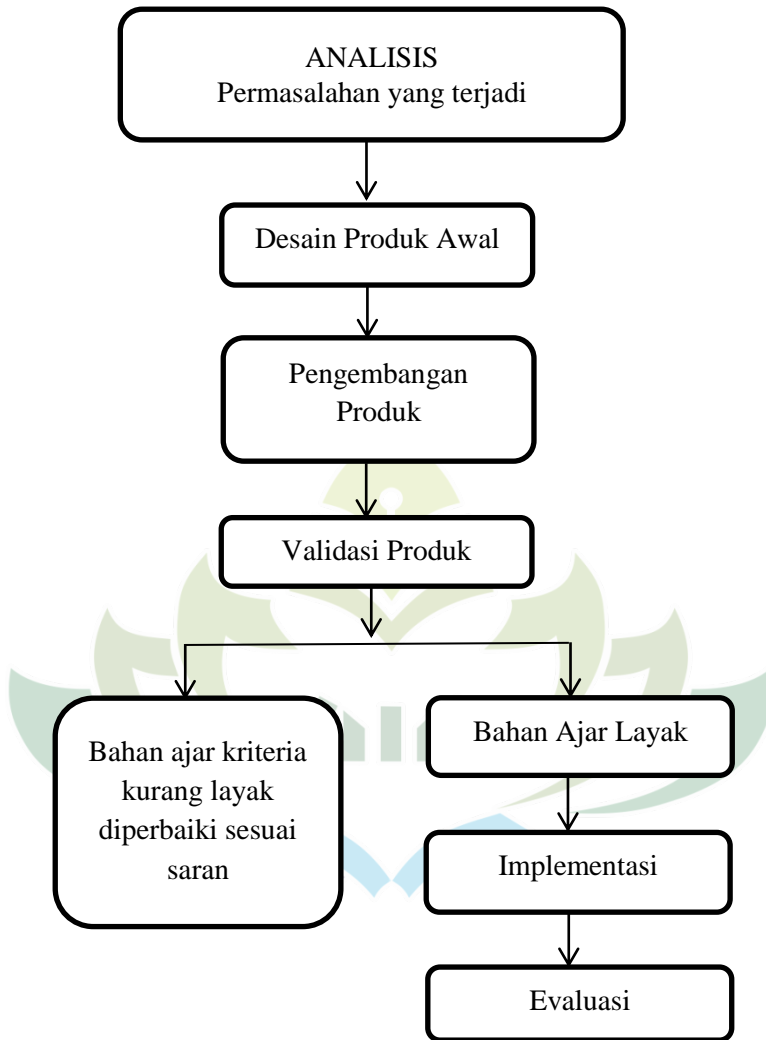 ANALISIS
Permasalahan yang terjadi
Desain Produk Awal
Pengembangan
Produk
Validasi Produk
Bahan ajar kriteria
kurang layak
diperbaiki sesuai
saran
Bahan Ajar Layak
Implementasi
Evaluasi